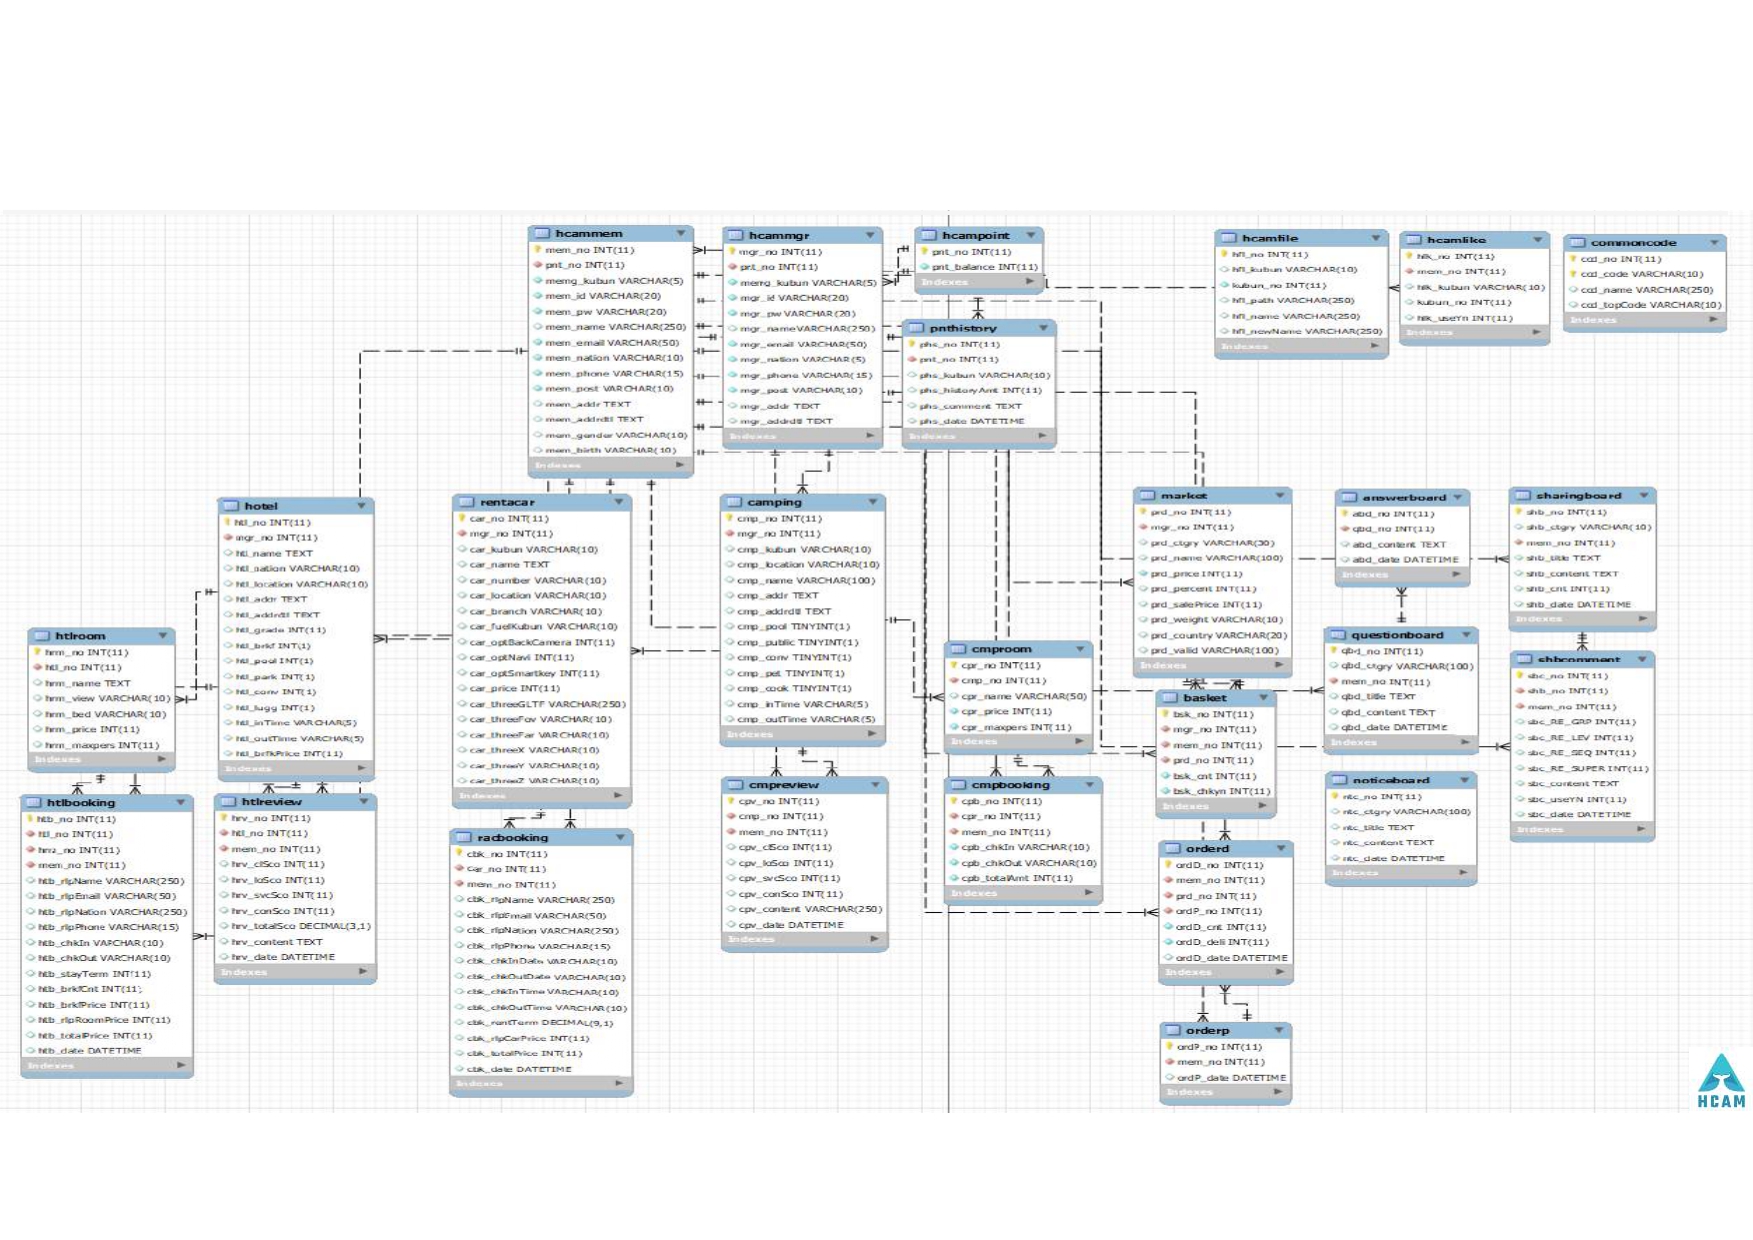 hcammem
mem_no INT(11)
pnt_no INT(11)
memg_kubun VARCHAR(5)
mem_id VARCHAR(20)
mem_pw VARCHAR(20)
mem_name VARCHAR(250)
mem_email VARCHAR(50)
mem_nation VARCHAR(10)
mem_phone VARCHAR(15)
mem_post VARCHAR(10)
mem_addr TEXT
mem_addrdtl TEXT
mem_gender VARCHAR(10)
mem_birth VARCHAR(10)
Indexes
hcammgr
mgr_no INT(11)
pnt_no INT(11)
memg_kubun VARCHAR(5)
mgr_id VARCHAR(20)
mgr_pw VARCHAR(20)
mgr_name VARCHAR(250)
mgr_email VARCHAR(50)
mgr_nation VARCHAR(5)
mgr_phone VARCHAR(15)
mgr_post VARCHAR(10)
mgr_addr TEXT
mgr_addrdtl TEXT
Indexes
hcampoint
pnt_no INT(11)
pnt_balance INT(11)
Indexes
pnthistory
phs_no INT(11)
pnt_no INT(11)
phs_kubun VARCHAR(10)
phs_historyAmt INT(11)
phs_comment TEXT
phs_date DATETIME
Indexes
hcamfile
hfl_no INT(11)
hfl_kubun VARCHAR(10)
kubun_no INT(11)
hfl_path VARCHAR(250)
hfl_name VARCHAR(250)
hfl_newName VARCHAR(250)
Indexes
hcamlike
hlk_no INT(11)
mem_no INT(11)
hlk_kubun VARCHAR(10)
kubun_no INT(11)
hlk_useYn INT(11)
Indexes
commoncode
ccd_no INT(11)
ccd_code VARCHAR(10)
ccd_name VARCHAR(250)
ccd_topCode VARCHAR(10)
Indexes
hotel
htl_no INT(11)
mgr_no INT(11)
htl_name TEXT
htl_nation VARCHAR(10)
htl_location VARCHAR(10)
htl_addr TEXT
htl_addrdtl TEXT
htl_grade INT(11)
htl_brkf INT(1)
htl_pool INT(1)
htl_park INT(1)
htl_conv INT(1)
htl_lugg INT(1)
htl_inTime VARCHAR(5)
htl_outTime VARCHAR(5)
htl_brfkPrice INT(11)
Indexes
rentacar
car_no INT(11)
mgr_no INT(11)
car_kubun VARCHAR(10)
car_name TEXT
car_number VARCHAR(10)
car_location VARCHAR(10)
car_branch VARCHAR(10)
car_fuelKubun VARCHAR(10)
car_optBackCamera INT(11)
car_optNavi INT(11)
car_optSmartkey INT(11)
car_price INT(11)
car_threeGLTF VARCHAR(250)
car_threeFov VARCHAR(10)
car_threeFar VARCHAR(10)
car_threeX VARCHAR(10)
car_threeY VARCHAR(10)
car_threeZ VARCHAR(10)
Indexes
camping
cmp_no INT(11)
mgr_no INT(11)
cmp_kubun VARCHAR(10)
cmp_location VARCHAR(10)
cmp_name VARCHAR(100)
cmp_addr TEXT
cmp_addrdtl TEXT
cmp_pool TINYINT(1)
cmp_public TINYINT(1)
cmp_conv TINYINT(1)
cmp_pet TINYINT(1)
cmp_cook TINYINT(1)
cmp_inTime VARCHAR(5)
cmp_outTime VARCHAR(5)
Indexes
market
prd_no INT(11)
mgr_no INT(11)
prd_ctgry VARCHAR(30)
prd_name VARCHAR(100)
prd_price INT(11)
prd_percent INT(11)
prd_salePrice INT(11)
prd_weight VARCHAR(10)
prd_country VARCHAR(20)
prd_valid VARCHAR(100)
Indexes
answerboard
abd_no INT(11)
qbd_no INT(11)
abd_content TEXT
abd_date DATETIME
Indexes
sharingboard
shb_no INT(11)
shb_ctgry VARCHAR(10)
mem_no INT(11)
shb_title TEXT
shb_content TEXT
shb_cnt INT(11)
shb_date DATETIME
Indexes
htlroom
hrm_no INT(11)
htl_no INT(11)
hrm_name TEXT
hrm_view VARCHAR(10)
hrm_bed VARCHAR(10)
hrm_price INT(11)
hrm_maxpers INT(11)
Indexes
cmproom
cpr_no INT(11)
cmp_no INT(11)
cpr_name VARCHAR(50)
cpr_price INT(11)
cpr_maxpers INT(11)
Indexes
questionboard
qbd_no INT(11)
qbd_ctgry VARCHAR(100)
mem_no INT(11)
qbd_title TEXT
qbd_content TEXT
qbd_date DATETIME
Indexes
shbcomment
sbc_no INT(11)
shb_no INT(11)
mem_no INT(11)
sbc_RE_GRP INT(11)
sbc_RE_LEV INT(11)
sbc_RE_SEQ INT(11)
sbc_RE_SUPER INT(11)
sbc_content TEXT
sbc_useYN INT(11)
sbc_date DATETIME
Indexes
basket
bsk_no INT(11)
mgr_no INT(11)
mem_no INT(11)
prd_no INT(11)
bsk_cnt INT(11)
bsk_chkyn INT(11)
Indexes
htlbooking
htb_no INT(11)
htl_no INT(11)
hrm_no INT(11)
mem_no INT(11)
htb_rlpName VARCHAR(250)
htb_rlpEmail VARCHAR(50)
htb_rlpNation VARCHAR(250)
htb_rlpPhone VARCHAR(15)
htb_chkIn VARCHAR(10)
htb_chkOut VARCHAR(10)
htb_stayTerm INT(11)
htb_brkfCnt INT(11)
htb_brkfPrice INT(11)
htb_rlpRoomPrice INT(11)
htb_totalPrice INT(11)
htb_date DATETIME
Indexes
htlreview
hrv_no INT(11)
htl_no INT(11)
mem_no INT(11)
hrv_clSco INT(11)
hrv_loSco INT(11)
hrv_svcSco INT(11)
hrv_conSco INT(11)
hrv_totalSco DECIMAL(3,1)
hrv_content TEXT
hrv_date DATETIME
Indexes
racbooking
cbk_no INT(11)
car_no INT(11)
mem_no INT(11)
cbk_rlpName VARCHAR(250)
cbk_rlpEmail VARCHAR(50)
cbk_rlpNation VARCHAR(250)
cbk_rlpPhone VARCHAR(15)
cbk_chkInDate VARCHAR(10)
cbk_chkOutDate VARCHAR(10)
cbk_chkInTime VARCHAR(10)
cbk_chkOutTime VARCHAR(10)
cbk_rentTerm DECIMAL(9,1)
cbk_rlpCarPrice INT(11)
cbk_totalPrice INT(11)
cbk_date DATETIME
Indexes
cmpreview
cpv_no INT(11)
cmp_no INT(11)
mem_no INT(11)
cpv_clSco INT(11)
cpv_loSco INT(11)
cpv_svcSco INT(11)
cpv_conSco INT(11)
cpv_content VARCHAR(250)
cpv_date DATETIME
Indexes
cmpbooking
cpb_no INT(11)
cpr_no INT(11)
mem_no INT(11)
cpb_chkIn VARCHAR(10)
cpb_chkOut VARCHAR(10)
cpb_totalAmt INT(11)
Indexes
noticeboard
ntc_no INT(11)
ntc_ctgry VARCHAR(100)
ntc_title TEXT
ntc_content TEXT
ntc_date DATETIME
Indexes
orderd
ordD_no INT(11)
mem_no INT(11)
prd_no INT(11)
ordP_no INT(11)
ordD_cnt INT(11)
ordD_deli INT(11)
ordD_date DATETIME
Indexes
orderp
ordP_no INT(11)
mem_no INT(11)
ordP_date DATETIME
Indexes
HCAM